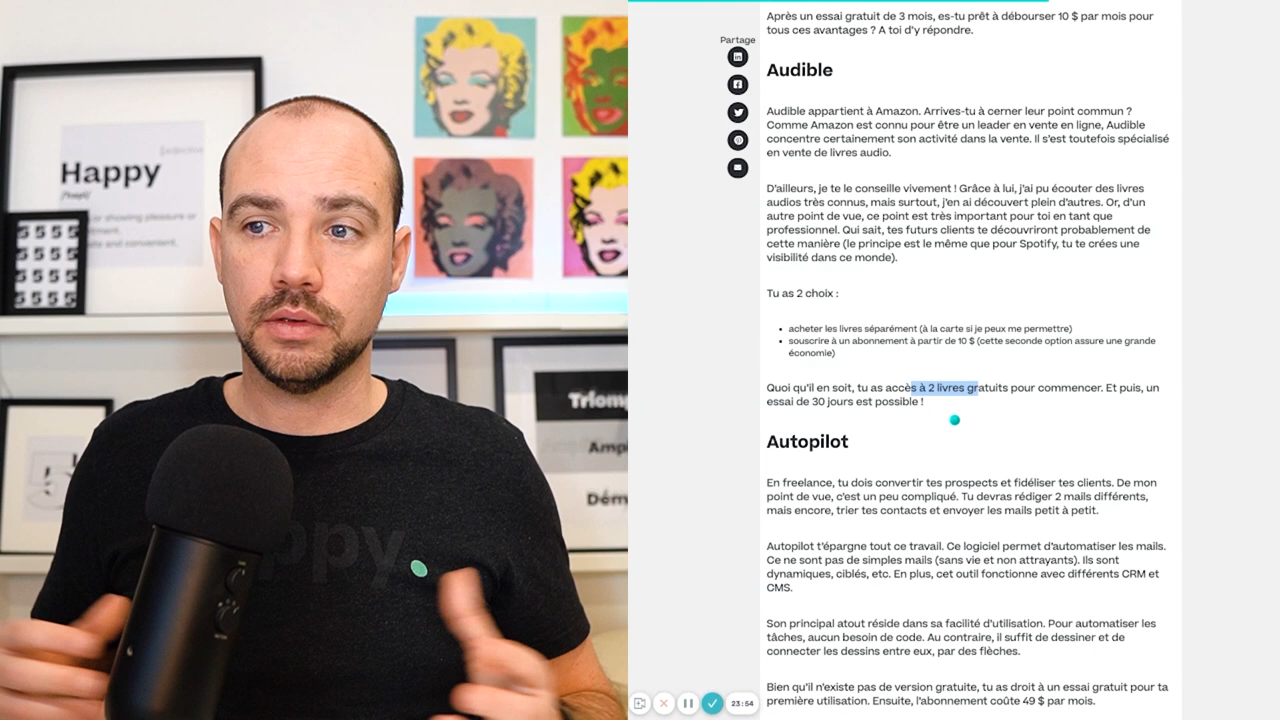 Happy
or showing pleasure or
and convenient,
Triomp
Ampl
Dém
ppy
Après un essai gratuit de 3 mois, es-tu prêt à débourser 10 $ par mois pour
tous ces avantages ? A toi d'y répondre.
Partage
Audible
Audible appartient à Amazon. Arrives-tu à cerner leur point commun ?
Comme Amazon est connu pour être un leader en vente en ligne, Audible
concentre certainement son activité dans la vente. Il s'est toutefois spécialisé
en vente de livres audio.
D'ailleurs, je te le conseille vivement ! Grâce à lui, j'ai pu écouter des livres
audios très connus, mais surtout, j'en ai découvert plein d'autres. Or, d'un
autre point de vue, ce point est très important pour toi en tant que
professionnel. Qui sait, tes futurs clients te découvriront probablement de
cette manière (le principe est le même que pour Spotify, tu te crées une
visibilité dans ce monde).
Tu as 2 choix :
• acheter les livres séparément (à la carte si je peux me permettre)
• souscrire à un abonnement à partir de 10 $ (cette seconde option assure une grande
économie)
Quoi qu'il en soit, tu as accès à 2 livres gratuits pour commencer. Et puis, un
essai de 30 jours est possible !
Autopilot
En freelance, tu dois convertir tes prospects et fidéliser tes clients. De mon
point de vue, c'est un peu compliqué. Tu devras rédiger 2 mails différents,
mais encore, trier tes contacts et envoyer les mails petit à petit.
Autopilot t'épargne tout ce travail. Ce logiciel permet d'automatiser les mails.
Ce ne sont pas de simples mails (sans vie et non attrayants). Ils sont
dynamiques, ciblés, etc. En plus, cet outil fonctionne avec différents CRM et
CMS.
Son principal atout réside dans sa facilité d'utilisation. Pour automatiser les
tâches, aucun besoin de code. Au contraire, il suffit de dessiner et de
connecter les dessins entre eux, par des flèches.
Bien qu'il n'existe pas de version gratuite, tu as droit à un essai gratuit pour ta
première utilisation. Ensuite, l'abonnement coûte 49 $ par mois.
23:54